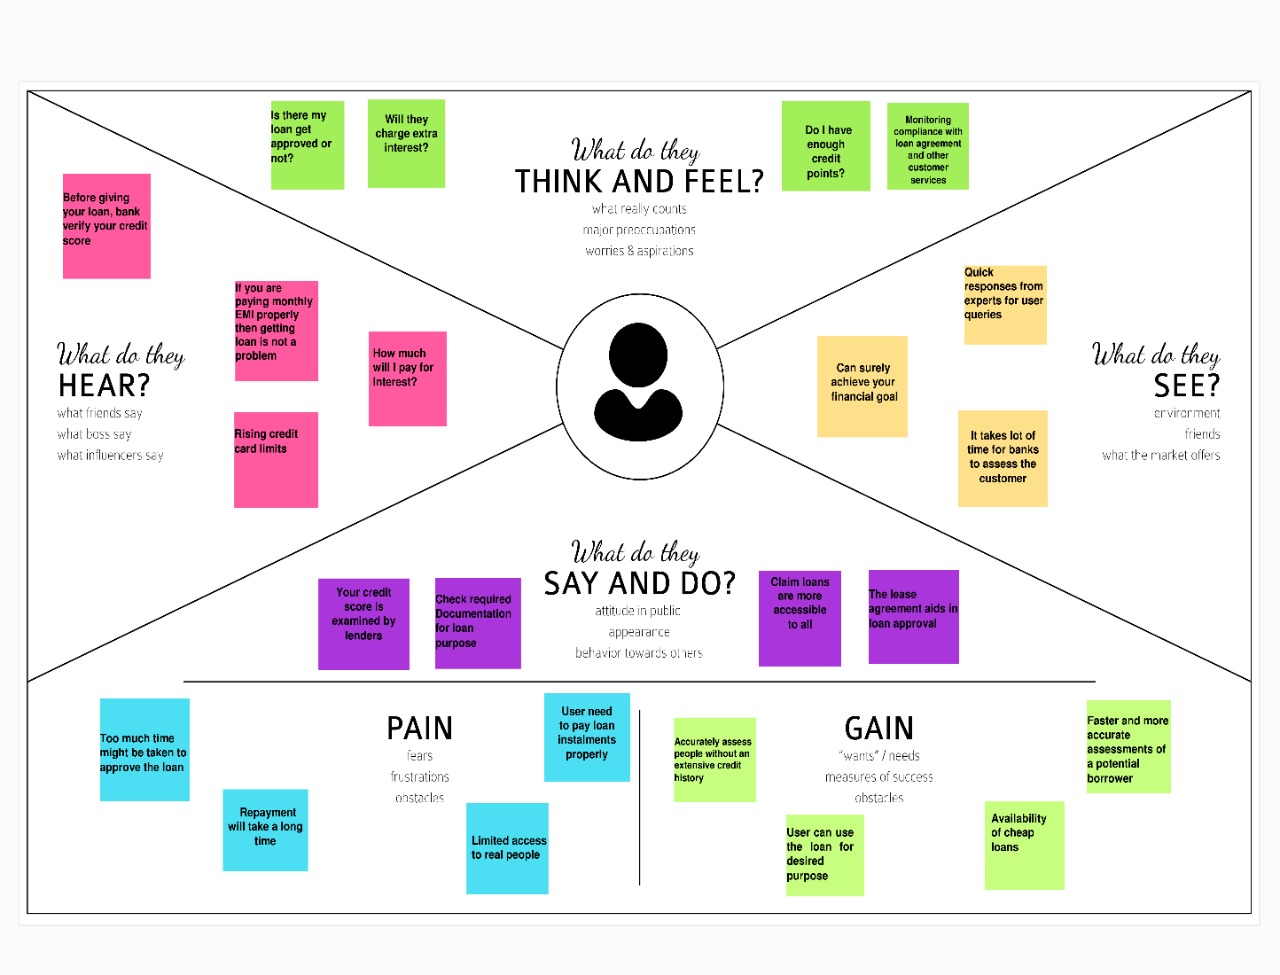 Is there my
loan get
approved or
not?
Will they
charge extra
interest?
What do they
THINK AND FEEL?
what really counts
major preoccupations
worries & aspirations
Do I have
enough
credit
points?
Monitoring
compliance with
loan agreement
and other
customer
services
Before giving
your loan, bank
verify your credit
score
If you are
paying monthly
EMI properly
then getting
loan is not a
problem
How much
will I pay for
Interest?
What do they
HEAR?
what friends say
what boss say
what influencers say
Rising credit
card limits
Quick
responses from
experts for user
queries
Can surely
achieve your
financial goal
What do they
SEE?
environment
friends
what the market offers
It takes lot of
time for banks
to assess the
customer
What do they
SAY AND DO?
attitude in public
appearance
behavior towards others
Your credit
score is
examined by
lenders
Check required
Documentation
for loan
purpose
Claim loans
are more
accessible
to all
The lease
agreement aids in
loan approval
PAIN
fears
frustrations
obstacles
Too much time
might be taken to
approve the loan
Repayment
will take a long
time
User need
to pay loan
instalments
properly
Limited access
to real people
GAIN
"wants" / needs
measures of success
obstacles
Accurately assess
people without an
extensive credit
history
User can use
the loan for
desired
purpose
Availability
of cheap
loans
Faster and more
accurate
assessments of
a potential
borrower